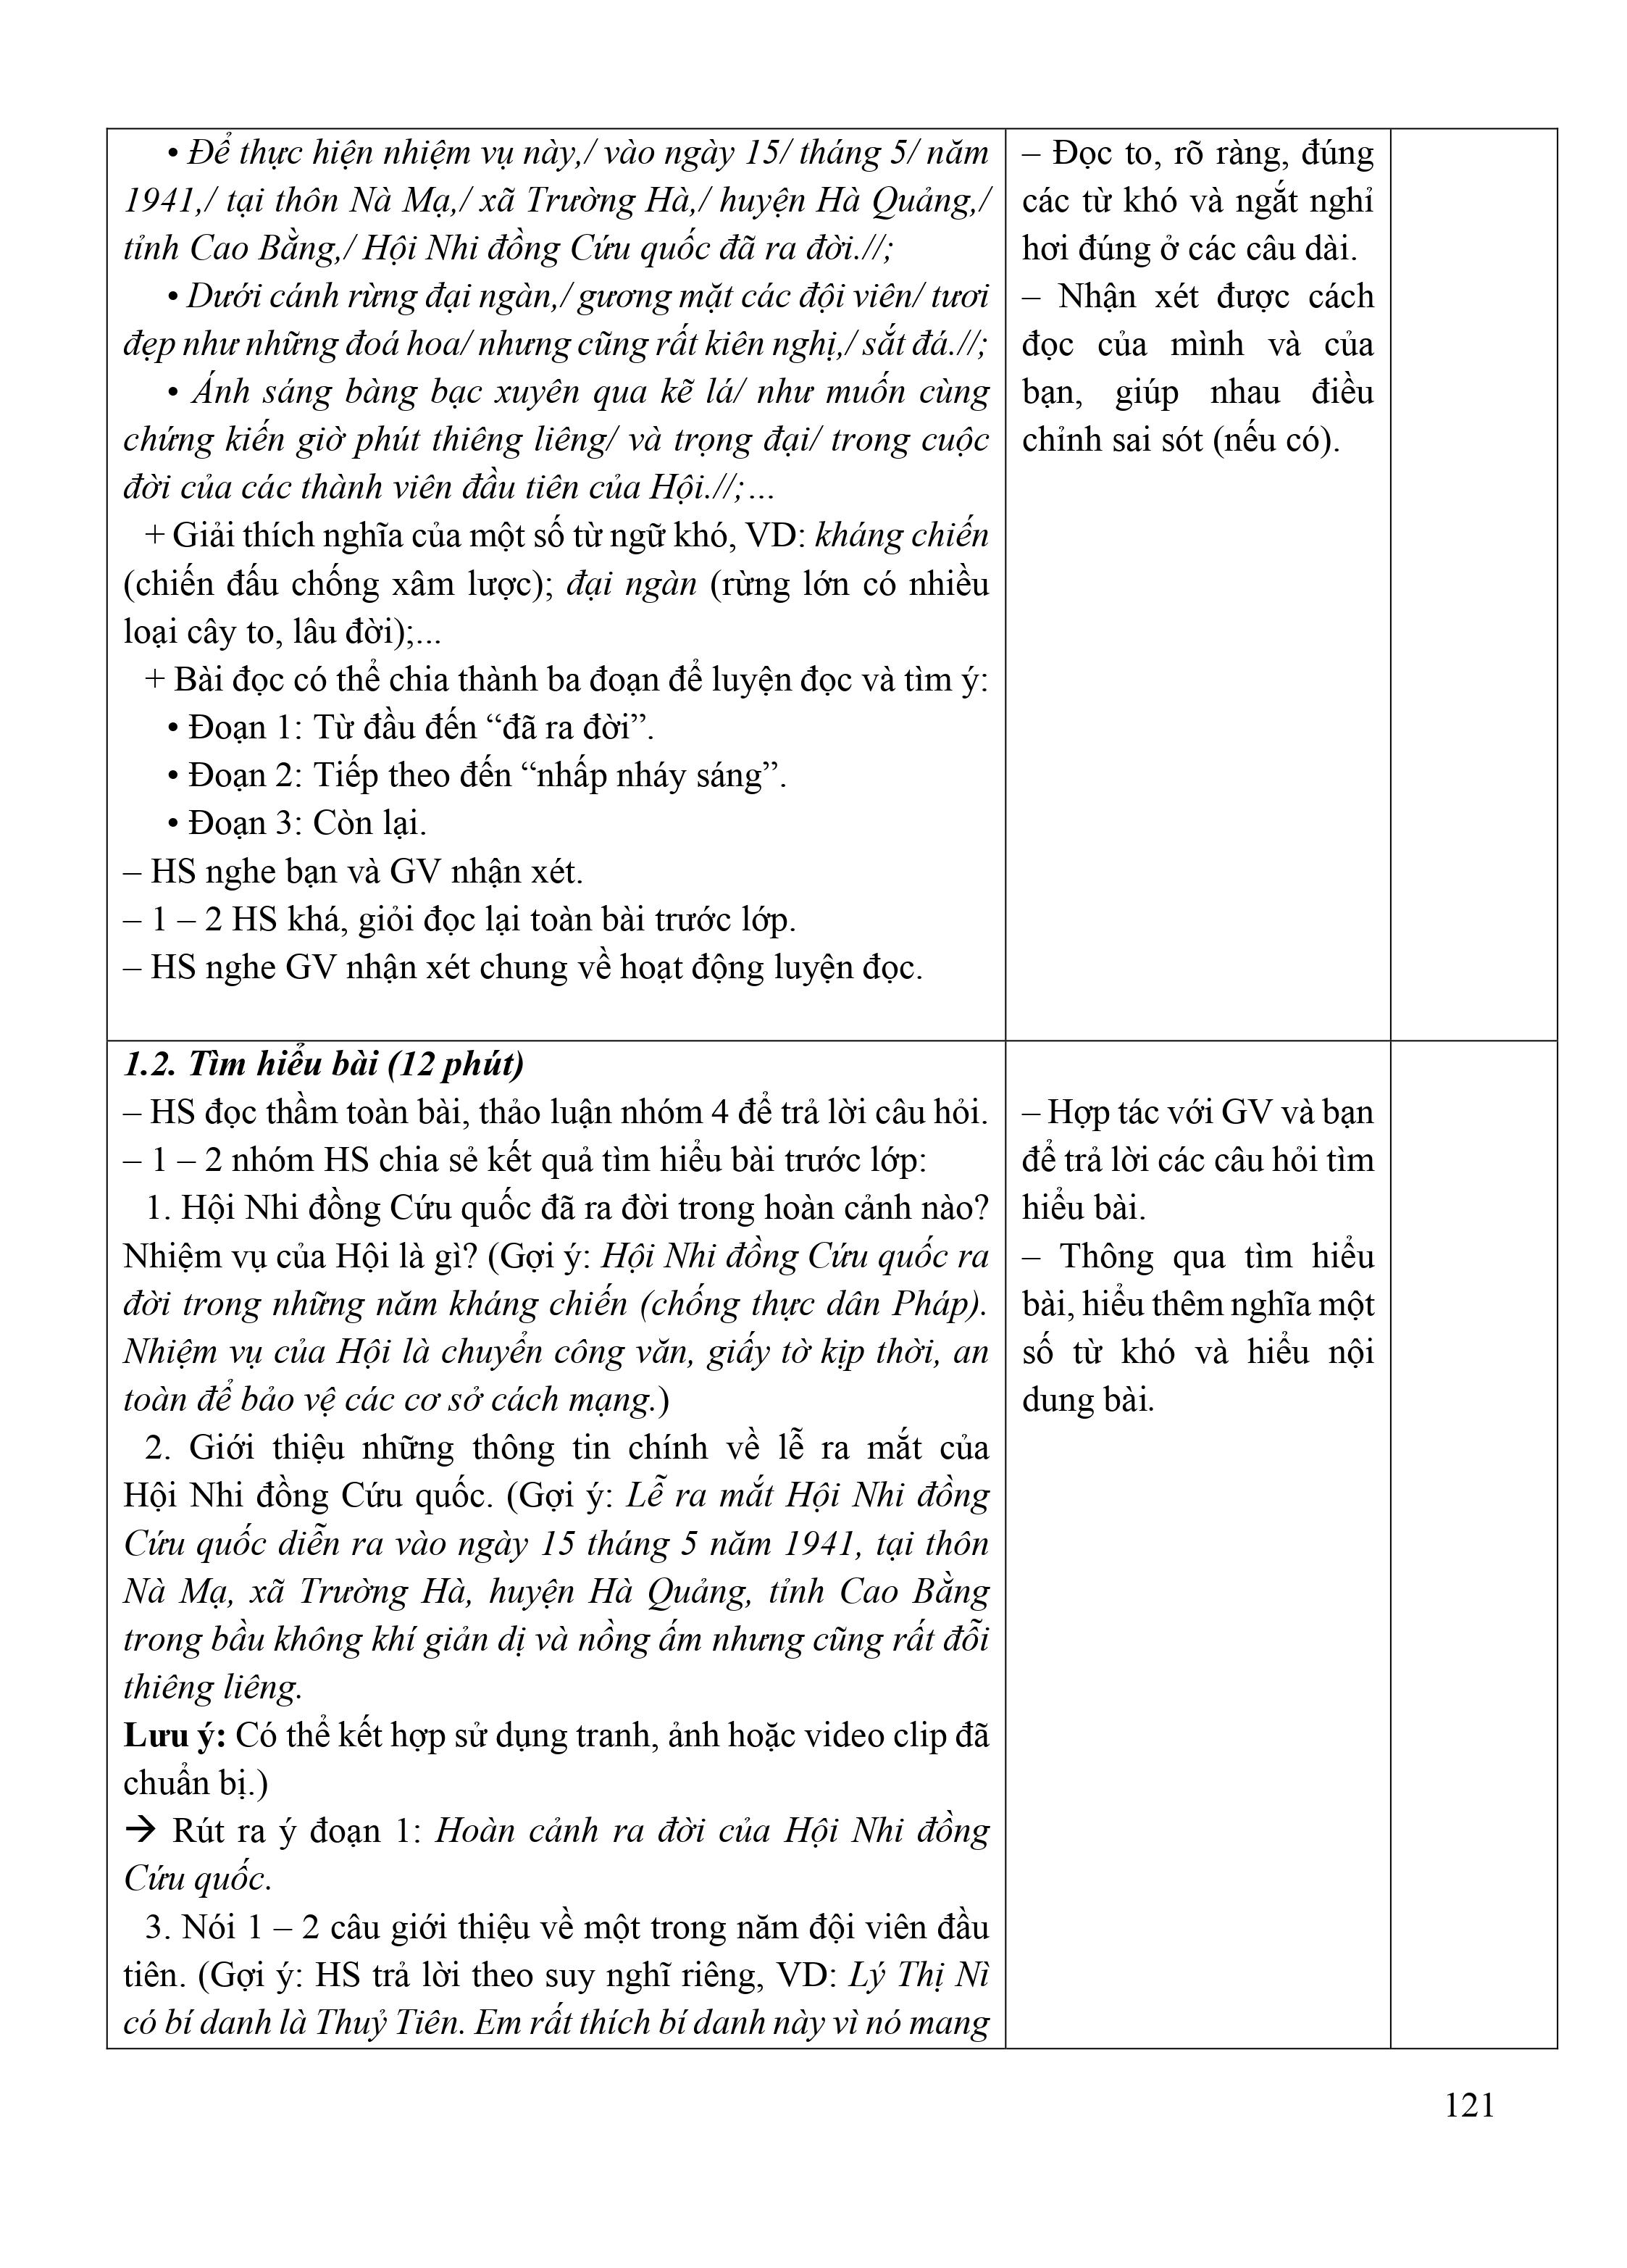 • Để thực hiện nhiệm vụ này,/ vào ngày 15/ tháng 5/ năm
1941,/ tại thôn Nà Mạ,/ xã Trường Hà,/ huyện Hà Quảng,/
tỉnh Cao Bằng,/ Hội Nhi đồng Cứu quốc đã ra đời.//;
• Dưới cánh rừng đại ngàn,/ gương mặt các đội viên/ tươi
đẹp như những đoá hoa/ nhưng cũng rất kiên nghị,/ sắt đá.//;
• Ánh sáng bàng bạc xuyên qua kẽ lá/ như muốn cùng
chứng kiến giờ phút thiêng liêng/ và trọng đại/ trong cuộc
đời của các thành viên đầu tiên của Hội.//;…
+ Giải thích nghĩa của một số từ ngữ khó, VD: kháng chiến
(chiến đấu chống xâm lược); đại ngàn (rừng lớn có nhiều
loại cây to, lâu đời);...
+ Bài đọc có thể chia thành ba đoạn để luyện đọc và tìm ý:
• Đoạn 1: Từ đầu đến “đã ra đời”.
• Đoạn 2: Tiếp theo đến “nhấp nháy sáng”.
• Đoạn 3: Còn lại.
– HS nghe bạn và GV nhận xét.
– 1 – 2 HS khá, giỏi đọc lại toàn bài trước lớp.
– HS nghe GV nhận xét chung về hoạt động luyện đọc.
– Đọc to, rõ ràng, đúng
các từ khó và ngắt nghỉ
hơi đúng ở các câu dài.
– Nhận xét được cách
đọc của mình và của
bạn, giúp nhau điều
chỉnh sai sót (nếu có).
1.2. Tìm hiểu bài (12 phút)
– HS đọc thầm toàn bài, thảo luận nhóm 4 để trả lời câu hỏi.
– 1 – 2 nhóm HS chia sẻ kết quả tìm hiểu bài trước lớp:
1. Hội Nhi đồng Cứu quốc đã ra đời trong hoàn cảnh nào?
Nhiệm vụ của Hội là gì? (Gợi ý: Hội Nhi đồng Cứu quốc ra
đời trong những năm kháng chiến (chống thực dân Pháp).
Nhiệm vụ của Hội là chuyển công văn, giấy tờ kịp thời, an
toàn để bảo vệ các cơ sở cách mạng.)
2. Giới thiệu những thông tin chính về lễ ra mắt của
Hội Nhi đồng Cứu quốc. (Gợi ý: Lễ ra mắt Hội Nhi đồng
Cứu quốc diễn ra vào ngày 15 tháng 5 năm 1941, tại thôn
Nà Mạ, xã Trường Hà, huyện Hà Quảng, tỉnh Cao Bằng
trong bầu không khí giản dị và nồng ấm nhưng cũng rất đỗi
thiêng liêng.
Lưu ý: Có thể kết hợp sử dụng tranh, ảnh hoặc video clip đã
chuẩn bị.)
→ Rút ra ý đoạn 1: Hoàn cảnh ra đời của Hội Nhi đồng
Cứu quốc.
3. Nói 1 – 2 câu giới thiệu về một trong năm đội viên đầu
tiên. (Gợi ý: HS trả lời theo suy nghĩ riêng, VD: Lý Thị Nì
có bí danh là Thuỷ Tiên. Em rất thích bí danh này vì nó mang
– Hợp tác với GV và bạn
để trả lời các câu hỏi tìm
hiểu bài.
– Thông qua tìm hiểu
bài, hiểu thêm nghĩa một
số từ khó và hiểu nội
dung bài.
121